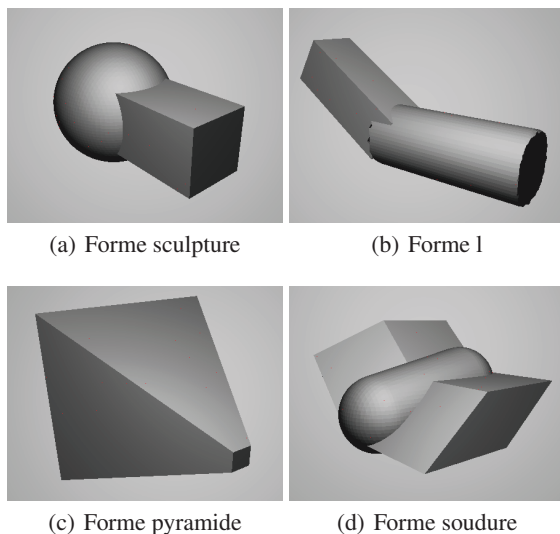 (a) Forme sculpture
(b) Forme l
(c) Forme pyramide
(d) Forme soudure